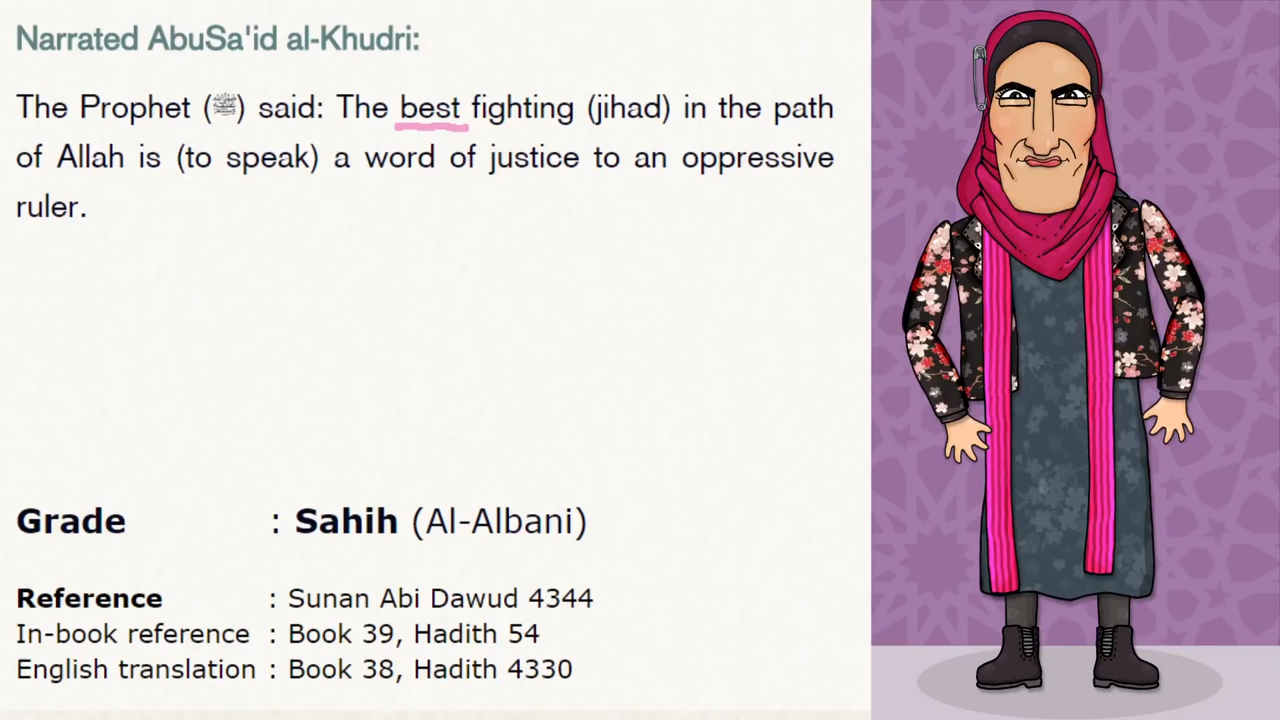 Narrated AbuSa'id al-Khudri:
The Prophet (ﷺ) said: The best fighting (jihad) in the path
of Allah is (to speak) a word of justice to an oppressive
ruler.
Grade : Sahih (Al-Albani)
Reference : Sunan Abi Dawud 4344
In-book reference : Book 39, Hadith 54
English translation : Book 38, Hadith 4330